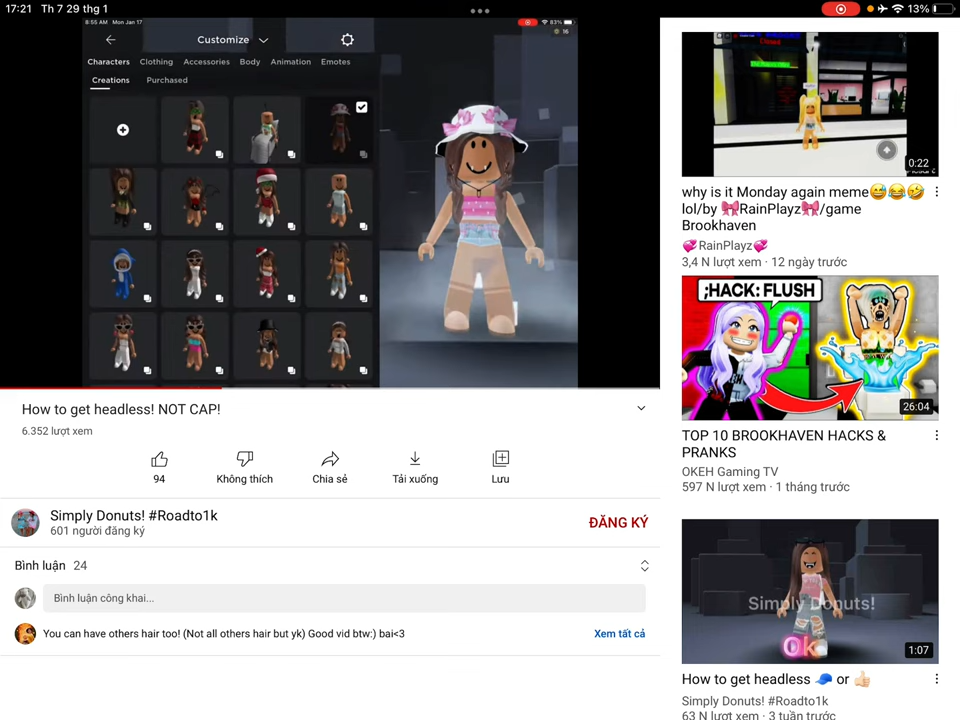 17:21 Th 7 29 thg 1
13%
8:55 AM Mon Jan 17
83%
16
Customize
Characters Clothing Accessories Body Animation Emotes
Creations Purchased
How to get headless! NOT CAP!
6.352 lượt xem
94 Không thích Chia sẻ Tải xuống Lưu
Simply Donuts! #Roadto1k
601 người đăng ký
ĐĂNG KÝ
Bình luận 24
Bình luận công khai...
You can have others hair too! (Not all others hair but yk) Good vid btw:) bai<3
Xem tất cả
0:22
why is it Monday again meme😅😂🤣
lol/by 🎀RainPlayz🎀/game
Brookhaven
💞RainPlayz💞
3,4 N lượt xem · 12 ngày trước
;HACK: FLUSH
26:04
TOP 10 BROOKHAVEN HACKS &
PRANKS
OKEH Gaming TV
597 N lượt xem · 1 tháng trước
Simply Donuts!
Ok
1:07
How to get headless 🧢 or 👍🏻
Simply Donuts! #Roadto1k
63 N lượt xem · 3 tuần trước